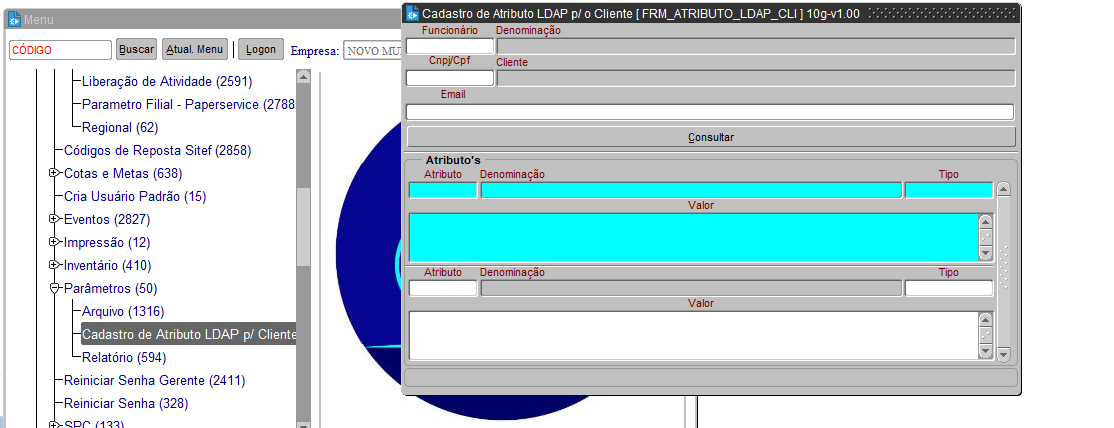 Menu
CÓDIGO
Buscar
Atual. Menu
Logon
Empresa:
NOVO MU
Liberação de Atividade (2591)
Parametro Filial - Paperservice (2788
Regional (62)
Códigos de Reposta Sitef (2858)
Cotas e Metas (638)
Cria Usuário Padrão (15)
Eventos (2827)
Impressão (12)
Inventário (410)
Parâmetros (50)
Arquivo (1316)
Cadastro de Atributo LDAP p/ Cliente
Relatório (594)
Reiniciar Senha Gerente (2411)
Reiniciar Senha (328)
SPC (133)
Cadastro de Atributo LDAP p/ o Cliente [ FRM_ATRIBUTO_LDAP_CLI ] 10g-v1.00
Funcionário Denominação
Cnpj/Cpf Cliente
Email
Consultar
Atributo's
Atributo Denominação Tipo
Valor
Atributo Denominação Tipo
Valor